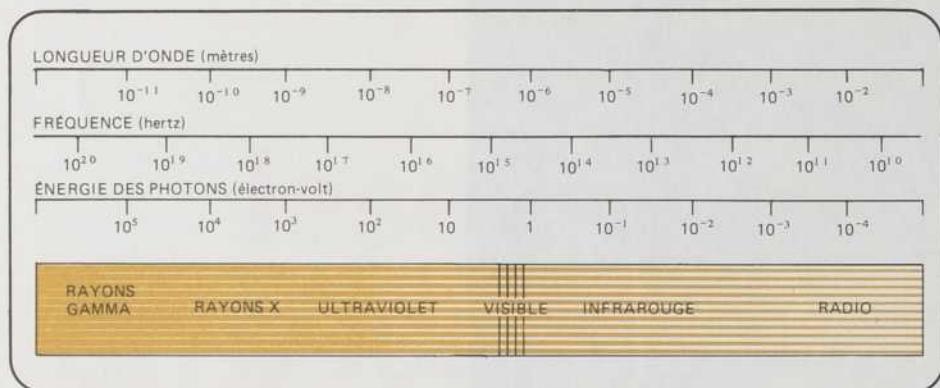 LONGUEUR D'ONDE (mètres)
10⁻¹¹ 10⁻¹⁰ 10⁻⁹ 10⁻⁸ 10⁻⁷ 10⁻⁶ 10⁻⁵ 10⁻⁴ 10⁻³ 10⁻²
FRÉQUENCE (hertz)
10²⁰ 10¹⁹ 10¹⁸ 10¹⁷ 10¹⁶ 10¹⁵ 10¹⁴ 10¹³ 10¹² 10¹¹ 10¹⁰
ÉNERGIE DES PHOTONS (électron-volt)
10⁵ 10⁴ 10³ 10² 10 1 10⁻¹ 10⁻² 10⁻³ 10⁻⁴
RAYONS
GAMMA RAYONS X ULTRAVIOLET VISIBLE INFRAROUGE RADIO